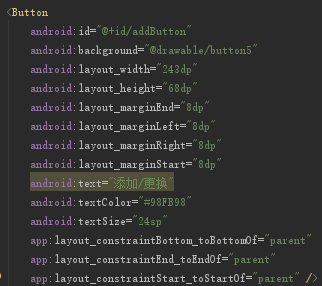 <Button
android:id="@+id/addButton"
android:background="@drawable/button5"
android:layout_width="243dp"
android:layout_height="68dp"
android:layout_marginEnd="8dp"
android:layout_marginLeft="8dp"
android:layout_marginRight="8dp"
android:layout_marginStart="8dp"
android:text="添加/更换"
android:textColor="#98FB98"
android:textSize="24sp"
app:layout_constraintBottom_toBottomOf="parent"
app:layout_constraintEnd_toEndOf="parent"
app:layout_constraintStart_toStartOf="parent" />